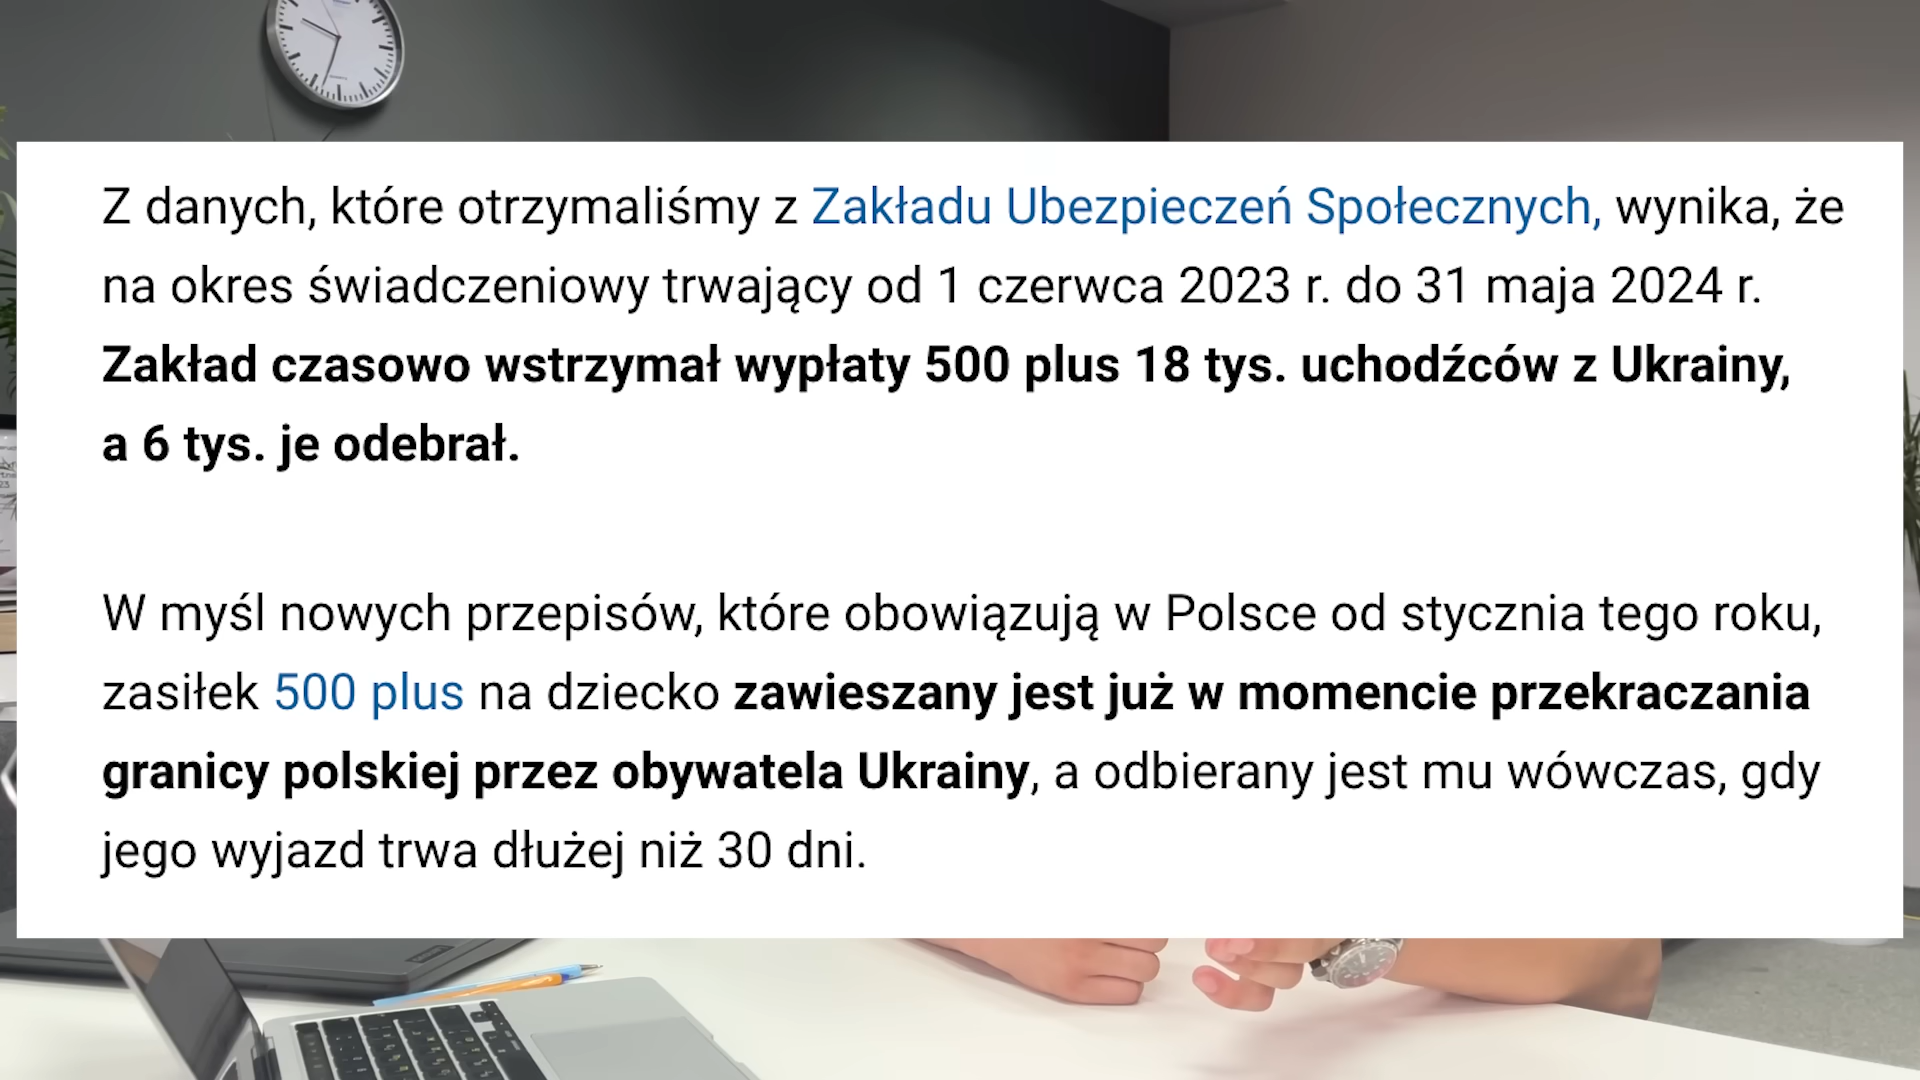 Z danych, które otrzymaliśmy z Zakładu Ubezpieczeń Społecznych, wynika, że
na okres świadczeniowy trwający od 1 czerwca 2023 r. do 31 maja 2024 r.
Zakład czasowo wstrzymał wypłaty 500 plus 18 tys. uchodźców z Ukrainy,
a 6 tys. je odebrał.
W myśl nowych przepisów, które obowiązują w Polsce od stycznia tego roku,
zasiłek 500 plus na dziecko zawieszany jest już w momencie przekraczania
granicy polskiej przez obywatela Ukrainy, a odbierany jest mu wówczas, gdy
jego wyjazd trwa dłużej niż 30 dni.